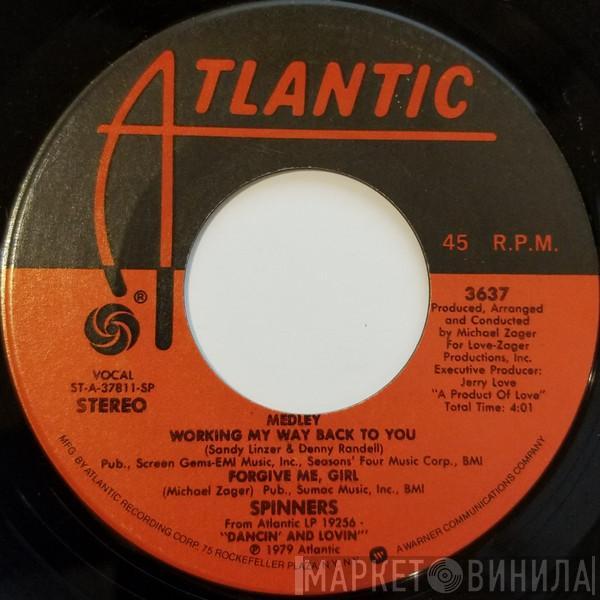 ATLANTIC
45 R.P.M.
®
VOCAL
ST-A-37811-SP
STEREO
3637
Produced, Arranged
and Conducted
by Michael Zager
For Love-Zager
Productions, Inc.
Executive Producer:
Jerry Love
"A Product Of Love"
Total Time: 4:01
MEDLEY
WORKING MY WAY BACK TO YOU
(Sandy Linzer & Denny Randell)
Pub., Screen Gems-EMI Music, Inc., Seasons' Four Music Corp., BMI
FORGIVE ME, GIRL
(Michael Zager) Pub., Sumac Music, Inc., BMI
SPINNERS
From Atlantic LP 19256 -
"DANCIN' AND LOVIN'"
℗ 1979 Atlantic
MFG. BY ATLANTIC RECORDING CORP., 75 ROCKEFELLER PLAZA, N.Y., N.Y.
A WARNER COMMUNICATIONS COMPANY
МАРКЕТ ВИНИЛА